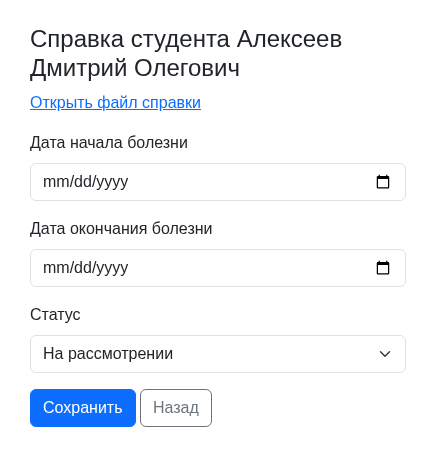 Справка студента Алексеев
Дмитрий Олегович
Открыть файл справки
Дата начала болезни
mm/dd/yyyy
Дата окончания болезни
mm/dd/yyyy
Статус
На рассмотрении
Сохранить Назад